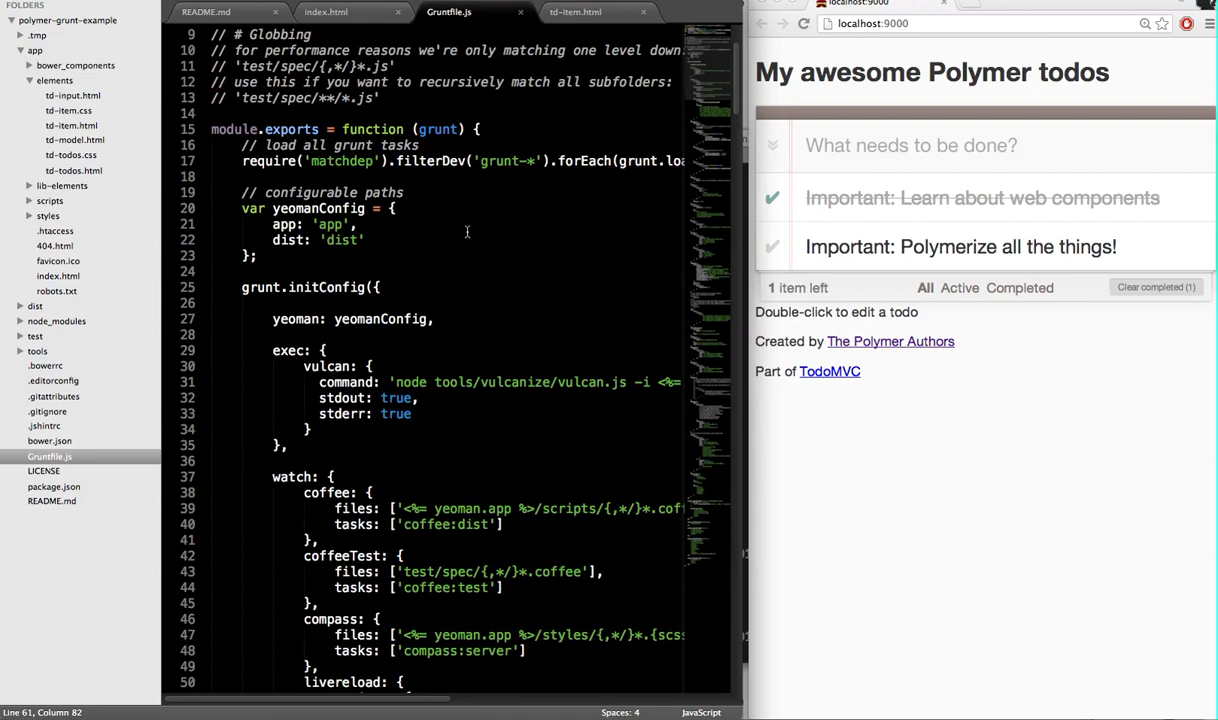 FOLDERS
polymer-grunt-example
.tmp
app
bower_components
elements
td-input.html
td-item.css
td-item.html
td-model.html
td-todos.css
td-todos.html
lib-elements
scripts
styles
.htaccess
404.html
favicon.ico
index.html
robots.txt
dist
node_modules
test
tools
.bowerrc
.editorconfig
.gitattributes
.gitignore
.jshintrc
bower.json
Gruntfile.js
LICENSE
package.json
README.md
README.md × index.html × Gruntfile.js × td-item.html ×
9 // # Globbing
10 // for performance reasons we're only matching one level down:
11 // 'test/spec/{,*/}*.js'
12 // use this if you want to recursively match all subfolders:
13 // 'test/spec/**/*.js'
14
15 module.exports = function (grunt) {
16 // load all grunt tasks
17 require('matchdep').filterDev('grunt-*').forEach(grunt.loa
18
19 // configurable paths
20 var yeomanConfig = {
21 app: 'app',
22 dist: 'dist'
23 };
24
25 grunt.initConfig({
26
27 yeoman: yeomanConfig,
28
29 exec: {
30 vulcan: {
31 command: 'node tools/vulcanize/vulcan.js -i <%=
32 stdout: true,
33 stderr: true
34 }
35 },
36
37 watch: {
38 coffee: {
39 files: ['<%= yeoman.app %>/scripts/{,*/}*.cof
40 tasks: ['coffee:dist']
41 },
42 coffeeTest: {
43 files: ['test/spec/{,*/}*.coffee'],
44 tasks: ['coffee:test']
45 },
46 compass: {
47 files: ['<%= yeoman.app %>/styles/{,*/}*.{scs
48 tasks: ['compass:server']
49 },
50 livereload: {
Line 61, Column 82
Spaces: 4
JavaScript
localhost:9000
localhost:9000
My awesome Polymer todos
What needs to be done?
Important: Learn about web components
Important: Polymerize all the things!
1 item left All Active Completed Clear completed (1)
Double-click to edit a todo
Created by The Polymer Authors
Part of TodoMVC